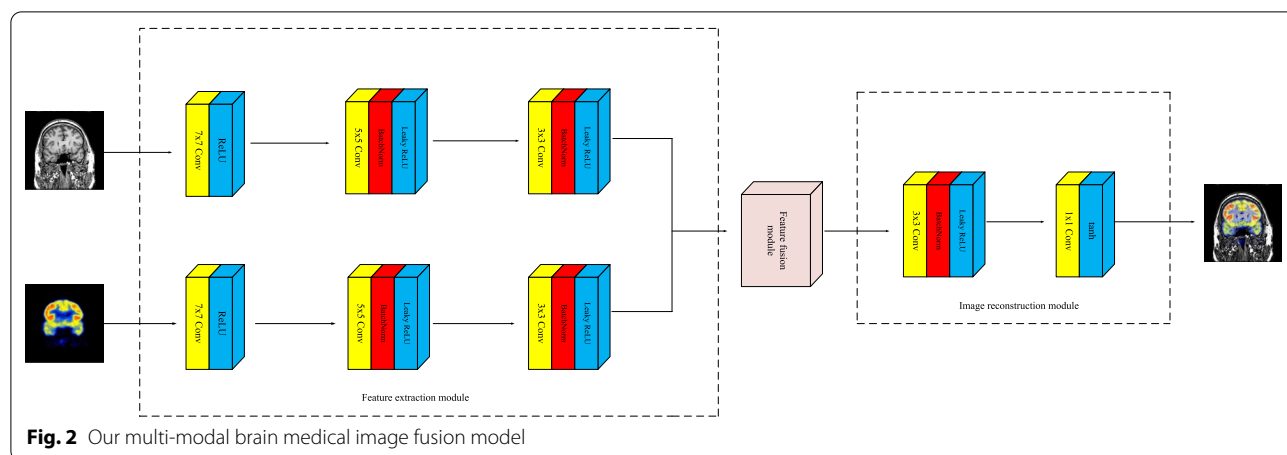 7x7 Conv
ReLU
5x5 Conv
BatchNorm
Leaky ReLU
3x3 Conv
BatchNorm
Leaky ReLU
7x7 Conv
ReLU
5x5 Conv
BatchNorm
Leaky ReLU
3x3 Conv
BatchNorm
Leaky ReLU
Feature extraction module
Feature fusion
module
3x3 Conv
BatchNorm
Leaky ReLU
1x1 Conv
tanh
Image reconstruction module
Fig. 2 Our multi-modal brain medical image fusion model